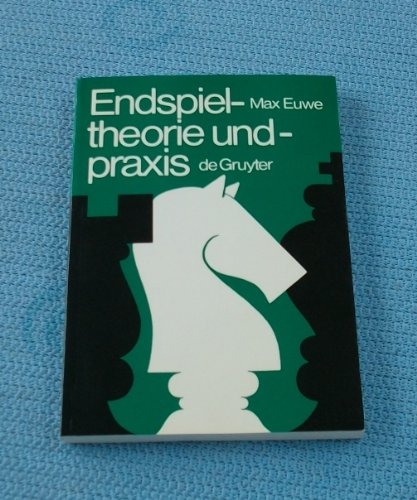 Endspiel- Max Euwe
theorie und-
praxis de Gruyter